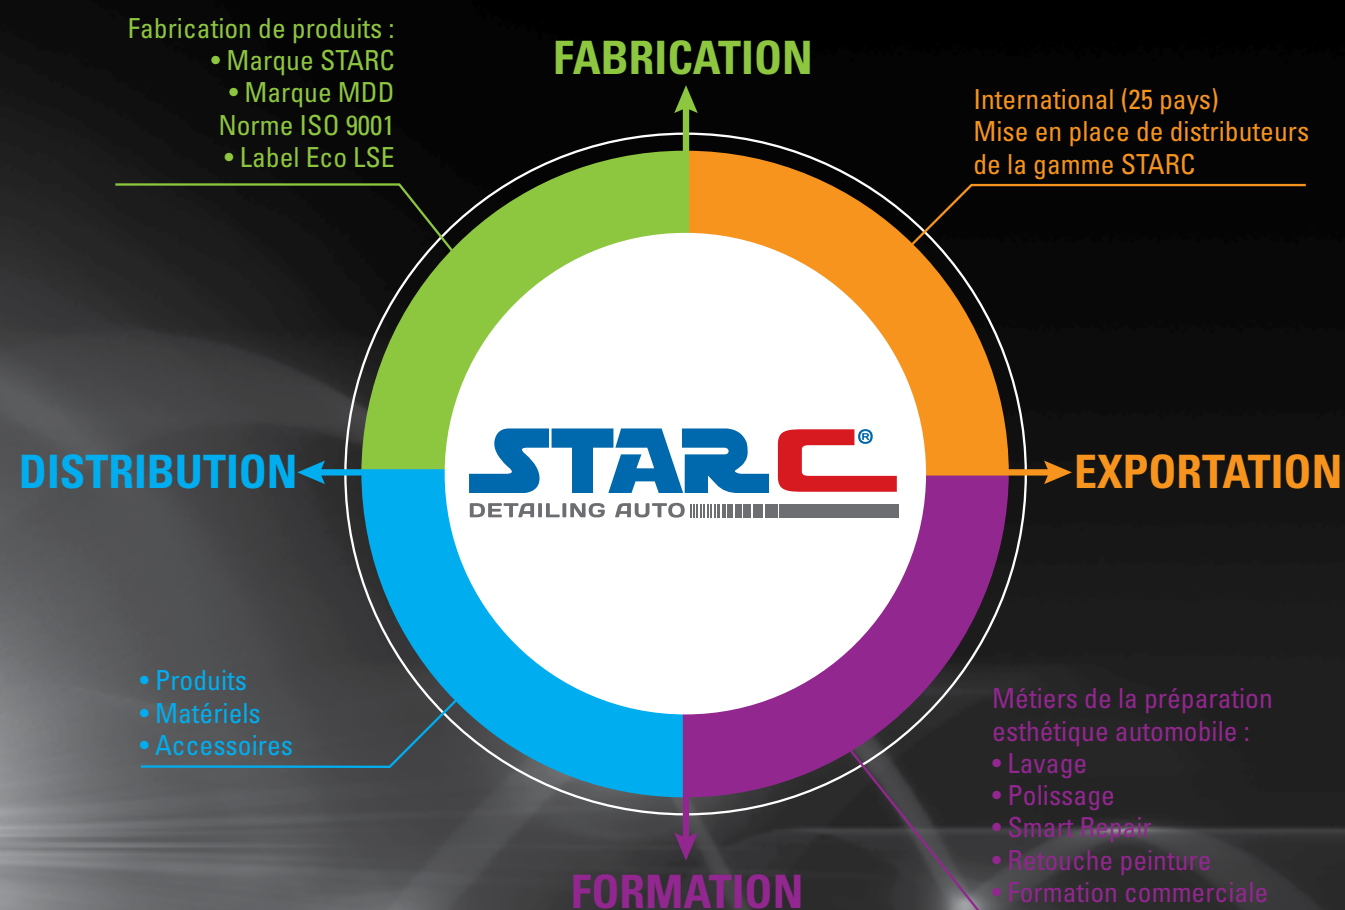 Fabrication de produits :
• Marque STARC
• Marque MDD
Norme ISO 9001
• Label Eco LSE
FABRICATION
International (25 pays)
Mise en place de distributeurs
de la gamme STARC
DISTRIBUTION
STARC®
DETAILING AUTO
EXPORTATION
• Produits
• Matériels
• Accessoires
Métiers de la préparation
esthétique automobile :
• Lavage
• Polissage
• Smart Repair
• Retouche peinture
• Formation commerciale
FORMATION